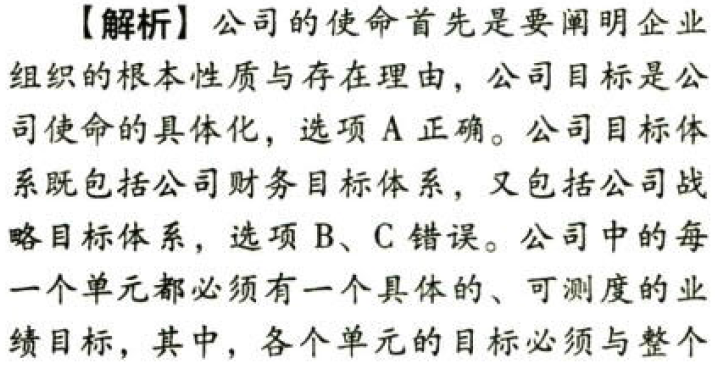 【解析】公司的使命首先是要阐明企业
组织的根本性质与存在理由，公司目标是公
司使命的具体化，选项 A 正确。公司目标体
系既包括公司财务目标体系，又包括公司战
略目标体系，选项 B、C 错误。公司中的每
一个单元都必须有一个具体的、可测度的业
绩目标，其中，各个单元的目标必须与整个